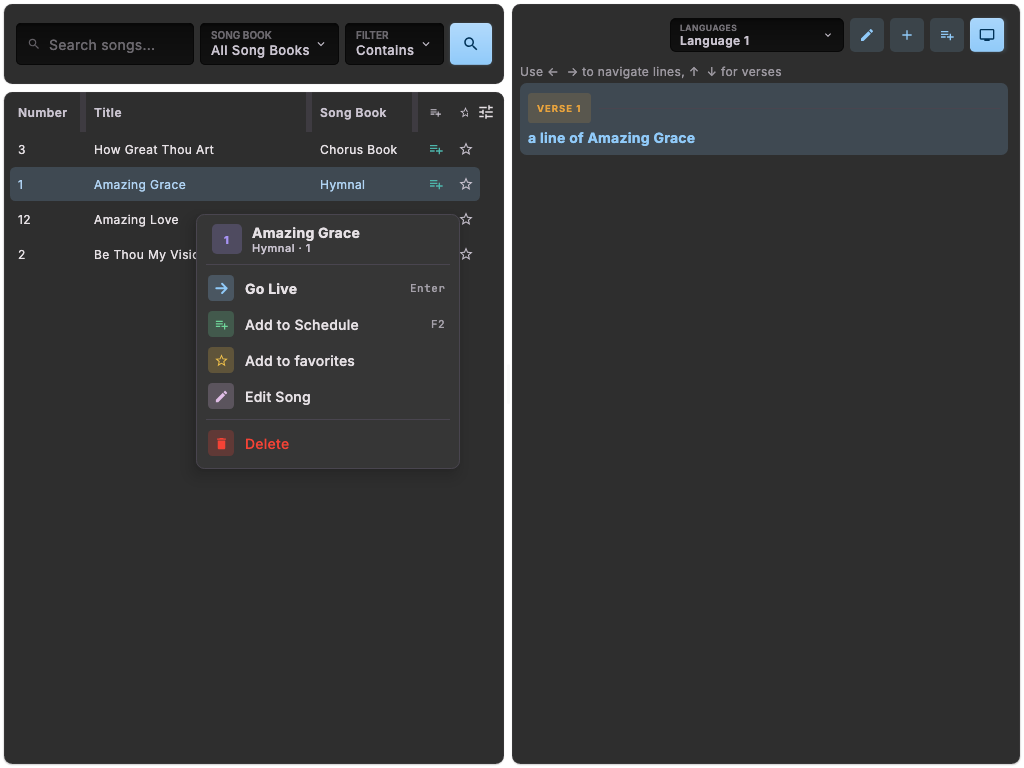 Search songs...
SONG BOOK
All Song Books
FILTER
Contains
Number Title Song Book
3 How Great Thou Art Chorus Book
1 Amazing Grace Hymnal
12 Amazing Love
2 Be Thou My Visio
1
Amazing Grace
Hymnal · 1
Go Live Enter
Add to Schedule F2
Add to favorites
Edit Song
Delete
LANGUAGES
Language 1
Use ← → to navigate lines, ↑ ↓ for verses
VERSE 1
a line of Amazing Grace